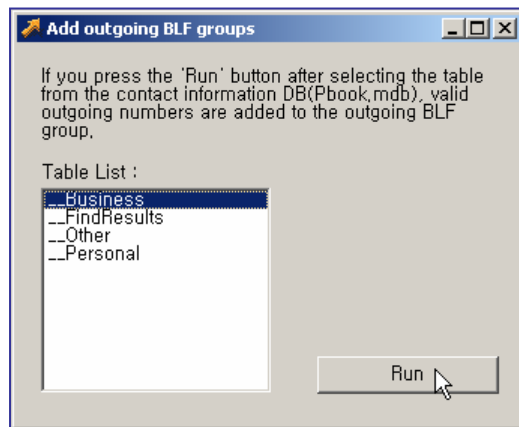 Add outgoing BLF groups
If you press the 'Run' button after selecting the table
from the contact information DB(Pbook,mdb), valid
outgoing numbers are added to the outgoing BLF
group,
Table List :
__Business
__FindResults
__Other
__Personal
Run